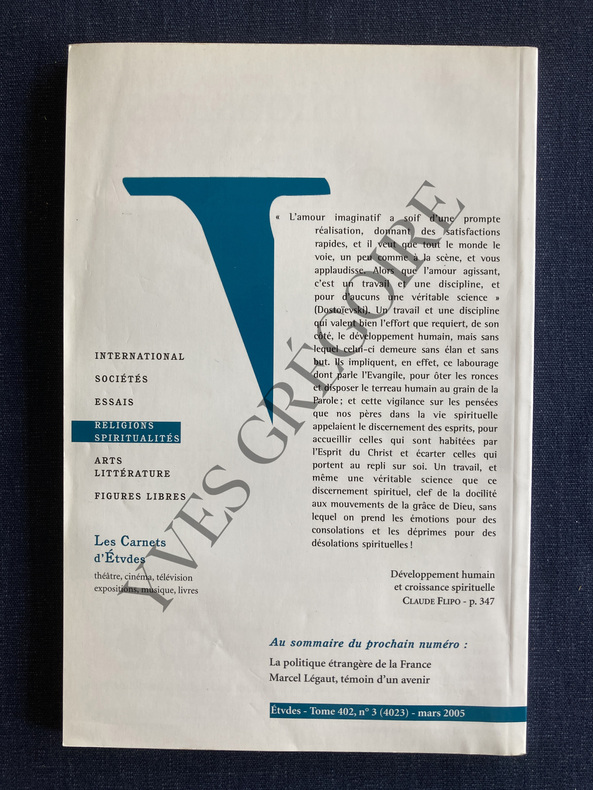 « L'amour imaginatif a soif d'une prompte
réalisation, donnant des satisfactions
rapides, et il veut que tout le monde le
voie, un peu comme à la scène, et vous
applaudisse. Alors que l'amour agissant,
c'est un travail et une discipline, et
pour d'aucuns une véritable science »
(Dostoïevski). Un travail et une discipline
qui valent bien l'effort que requiert, de son
côté, le développement humain, mais sans
lequel celui-ci demeure sans élan et sans
but. Ils impliquent, en effet, ce labourage
dont parle l'Evangile, pour ôter les ronces
et disposer le terreau humain au grain de la
Parole ; et cette vigilance sur les pensées
que nos pères dans la vie spirituelle
appelaient le discernement des esprits, pour
accueillir celles qui sont habitées par
l'Esprit du Christ et écarter celles qui
portent au repli sur soi. Un travail, et
même une véritable science que ce
discernement spirituel, clef de la docilité
aux mouvements de la grâce de Dieu, sans
lequel on prend les émotions pour des
consolations et les déprimes pour des
désolations spirituelles !
Développement humain
et croissance spirituelle
CLAUDE FLIPO - p. 347
INTERNATIONAL
SOCIÉTÉS
ESSAIS
RELIGIONS
SPIRITUALITÉS
ARTS
LITTÉRATURE
FIGURES LIBRES
Les Carnets
d'Étvdes
théâtre, cinéma, télévision
expositions, musique, livres
Au sommaire du prochain numéro :
La politique étrangère de la France
Marcel Légaut, témoin d'un avenir
Étvdes - Tome 402, n° 3 (4023) - mars 2005
YVES GRÉGOIRE